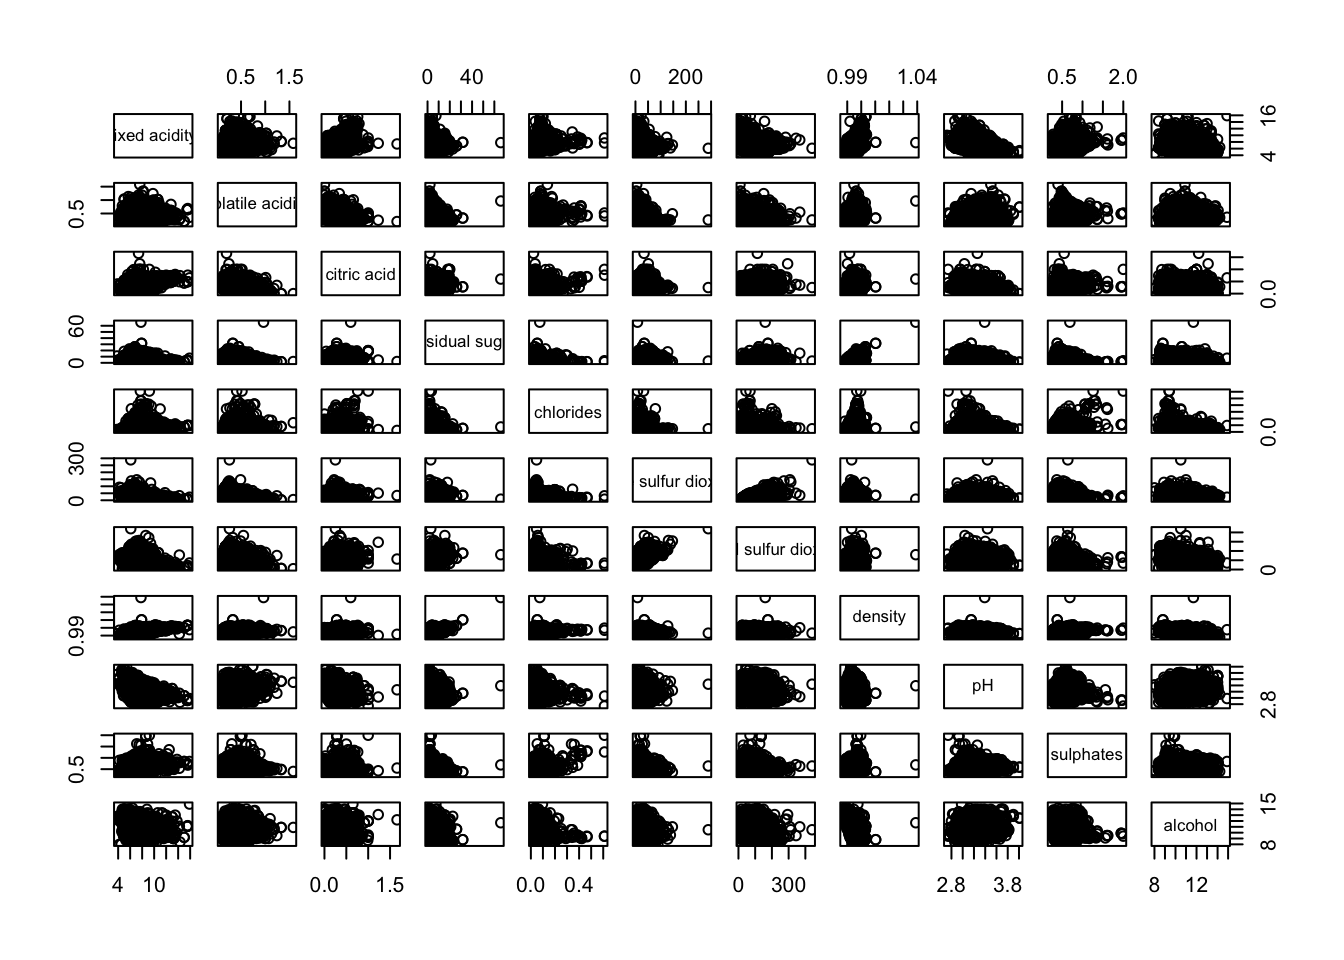 0.5 1.5 0 40 0 200 0.99 1.04 0.5 2.0
ixed acidity 4 16
0.5 olatile acidi
citric acid 0.0
0 60 sidual sug
chlorides 0.0
0 300 sulfur diox
l sulfur diox 0
0.99 density
pH 2.8
0.5 sulphates
alcohol 8 15
4 10 0.0 1.5 0.0 0.4 0 300 2.8 3.8 8 12